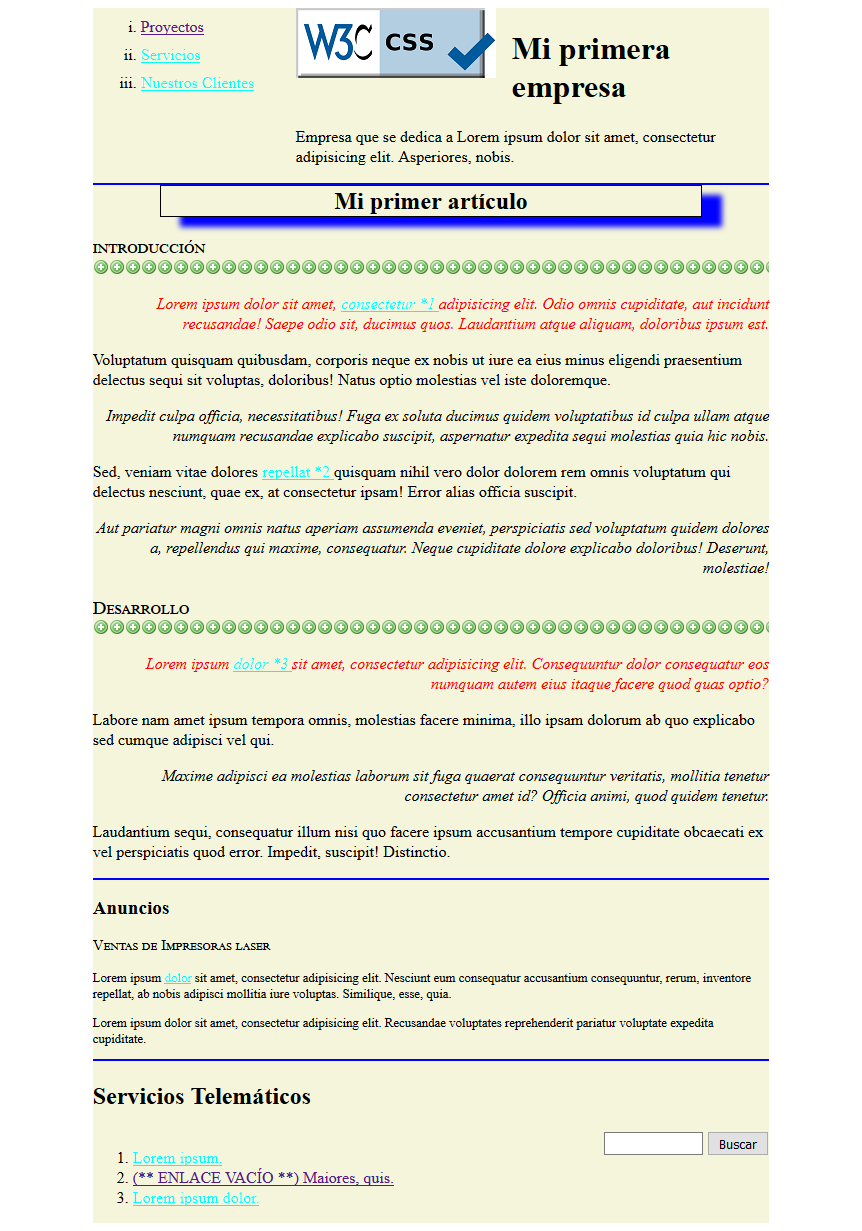 i. Proyectos
ii. Servicios
iii. Nuestros Clientes
W3C CSS
Mi primera
empresa
Empresa que se dedica a Lorem ipsum dolor sit amet, consectetur
adipisicing elit. Asperiores, nobis.
Mi primer artículo
INTRODUCCIÓN
Lorem ipsum dolor sit amet, consectetur *1 adipisicing elit. Odio omnis cupiditate, aut incidunt
recusandae! Saepe odio sit, ducimus quos. Laudantium atque aliquam, doloribus ipsum est.
Voluptatum quisquam quibusdam, corporis neque ex nobis ut iure ea eius minus eligendi praesentium
delectus sequi sit voluptas, doloribus! Natus optio molestias vel iste doloremque.
Impedit culpa officia, necessitatibus! Fuga ex soluta ducimus quidem voluptatibus id culpa ullam atque
numquam recusandae explicabo suscipit, aspernatur expedita sequi molestias quia hic nobis.
Sed, veniam vitae dolores repellat *2 quisquam nihil vero dolor dolorem rem omnis voluptatum qui
delectus nesciunt, quae ex, at consectetur ipsam! Error alias officia suscipit.
Aut pariatur magni omnis natus aperiam assumenda eveniet, perspiciatis sed voluptatum quidem dolores
a, repellendus qui maxime, consequatur. Neque cupiditate dolore explicabo doloribus! Deserunt,
molestiae!
DESARROLLO
Lorem ipsum dolor *3 sit amet, consectetur adipisicing elit. Consequuntur dolor consequatur eos
numquam autem eius itaque facere quod quas optio?
Labore nam amet ipsum tempora omnis, molestias facere minima, illo ipsam dolorum ab quo explicabo
sed cumque adipisci vel qui.
Maxime adipisci ea molestias laborum sit fuga quaerat consequuntur veritatis, mollitia tenetur
consectetur amet id? Officia animi, quod quidem tenetur.
Laudantium sequi, consequatur illum nisi quo facere ipsum accusantium tempore cupiditate obcaecati ex
vel perspiciatis quod error. Impedit, suscipit! Distinctio.
Anuncios
VENTAS DE IMPRESORAS LASER
Lorem ipsum dolor sit amet, consectetur adipisicing elit. Nesciunt eum consequatur accusantium consequuntur, rerum, inventore
repellat, ab nobis adipisci mollitia iure voluptas. Similique, esse, quia.
Lorem ipsum dolor sit amet, consectetur adipisicing elit. Recusandae voluptates reprehenderit pariatur voluptate expedita
cupiditate.
Servicios Telemáticos
Buscar
1. Lorem ipsum.
2. (** ENLACE VACÍO **) Maiores, quis.
3. Lorem ipsum dolor.